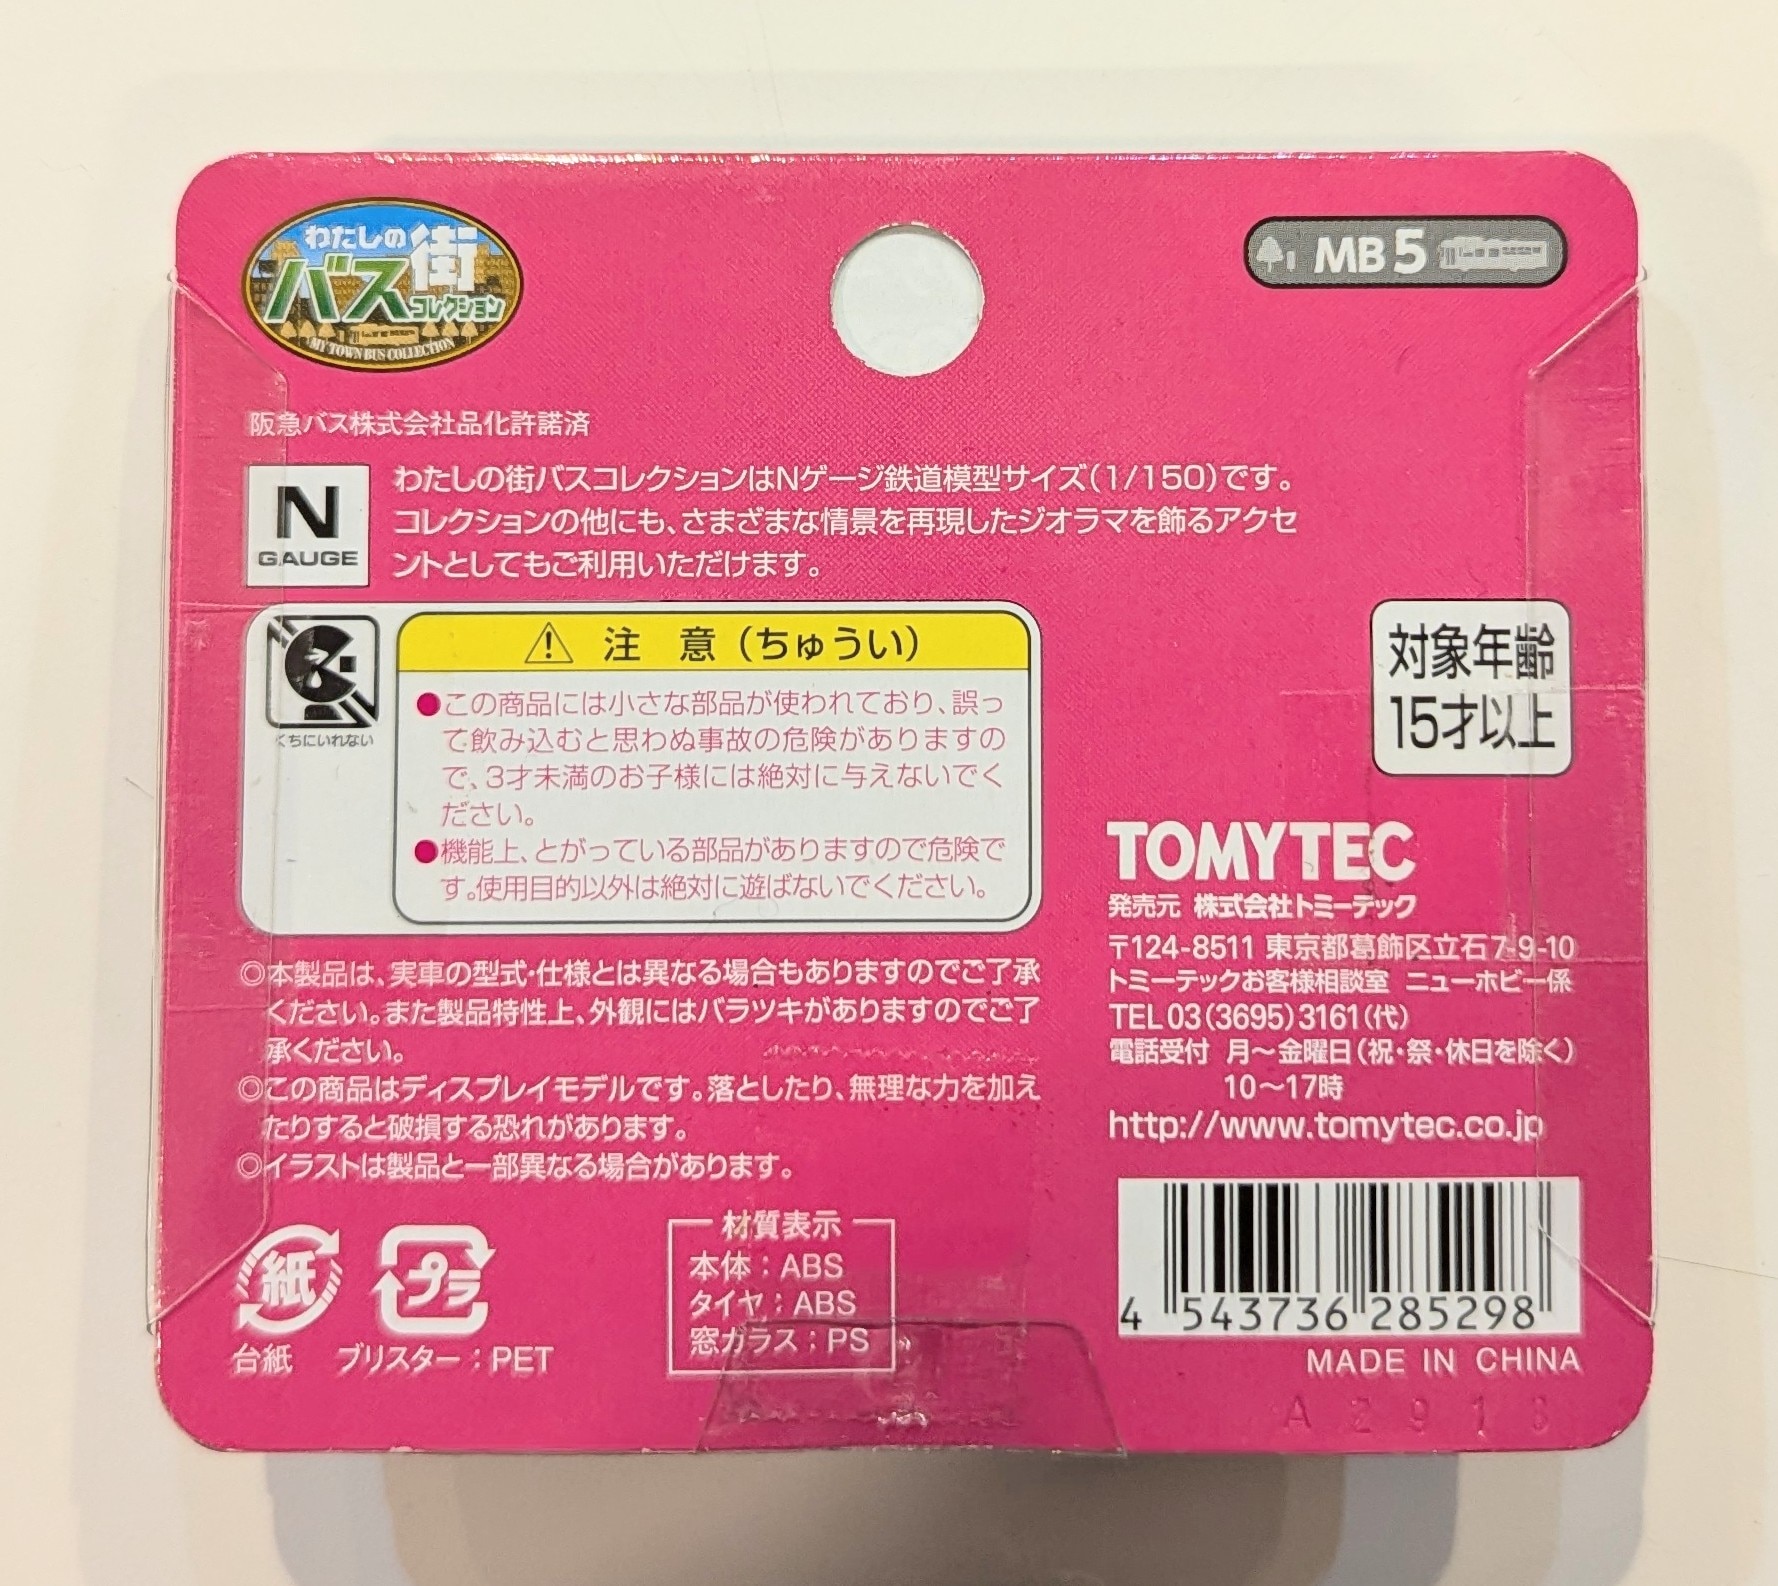 わたしの街
バスコレクション
MY TOWN BUS COLLECTION
MB5
阪急バス株式会社商品化許諾済
N
GAUGE
わたしの街バスコレクションはNゲージ鉄道模型サイズ(1/150)です。
コレクションの他にも、さまざまな情景を再現したジオラマを飾るアクセ
ントとしてもご利用いただけます。
くちにいれない
注 意(ちゅうい)
●この商品には小さな部品が使われており、誤っ
て飲み込むと思わぬ事故の危険がありますの
で、3才未満のお子様には絶対に与えないでく
ださい。
●機能上、とがっている部品がありますので危険で
す。使用目的以外は絶対に遊ばないでください。
対象年齢
15才以上
◎本製品は、実車の型式・仕様とは異なる場合もありますのでご了承
ください。また製品特性上、外観にはバラツキがありますのでご了
承ください。
◎この商品はディスプレイモデルです。落としたり、無理な力を加え
たりすると破損する恐れがあります。
◎イラストは製品と一部異なる場合があります。
TOMYTEC
発売元 株式会社トミーテック
〒124-8511 東京都葛飾区立石7-9-10
トミーテックお客様相談室 ニューホビー係
TEL 03(3695)3161(代)
電話受付 月~金曜日(祝・祭・休日を除く)
10~17時
http://www.tomytec.co.jp
紙
台紙
プラ
ブリスター:PET
材質表示
本体:ABS
タイヤ:ABS
窓ガラス:PS
4 543736 285298
MADE IN CHINA
A 2 9 1 3